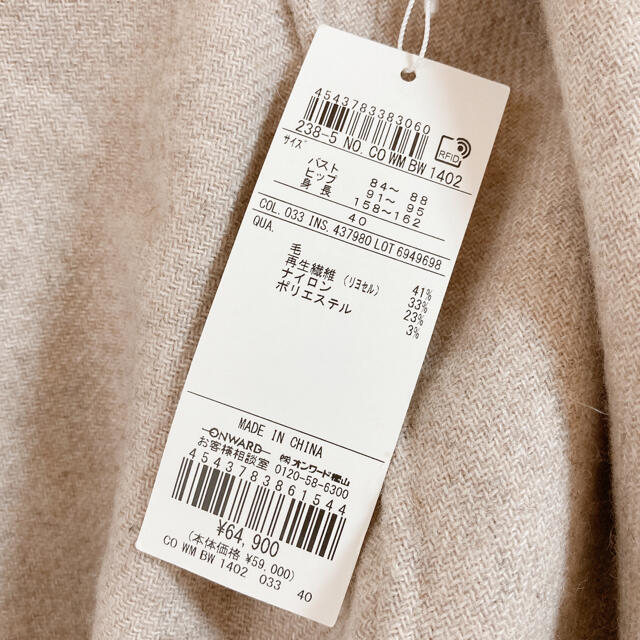 4543783383060
238-5 NO. CO WM BW 1402
RFID
サイズ
バスト 84~ 88
ヒップ 91~ 95
身長 158~162
40
COL. 033 INS. 437980 LOT 6949698
QUA.
毛 41%
再生繊維 (リヨセル) 33%
ナイロン 23%
ポリエステル 3%
MADE IN CHINA
ONWARD ㈱オンワード樫山
お客様相談室 0120-58-6300
4543783861544
¥64,900
(本体価格 ¥59,000)
CO WM BW 1402 033 40